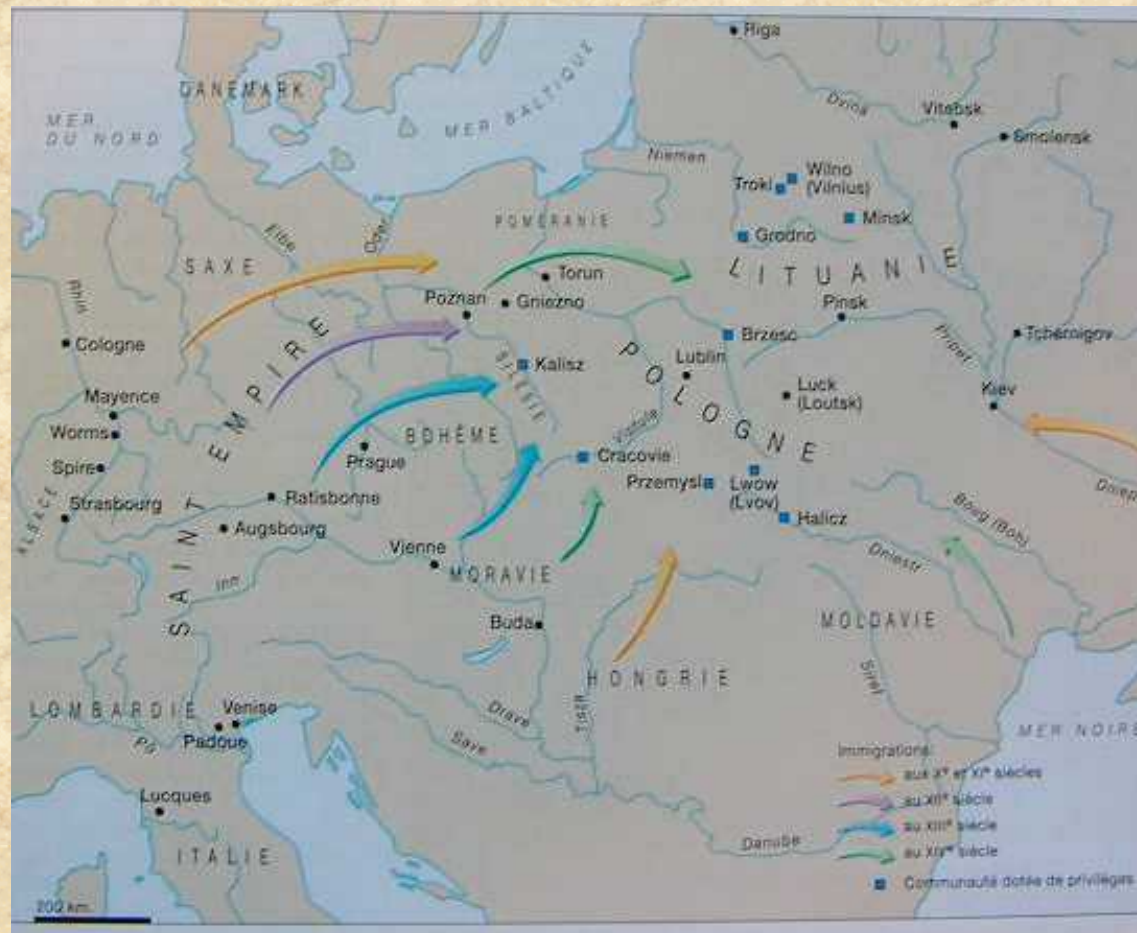 Riga
DANEMARK
MER
DU NORD
MER BALTIQUE
Dvina
Vitebsk
Smolensk
Niemen
Wilno
(Vilnius)
Troki
Minsk
Grodno
POMÉRANIE
Elbe
Oder
SAXE
LITUANIE
Torun
Poznan
Gniezno
Pinsk
Rhin
Cologne
Brzesc
Pripet
Tchernigov
Kalisz
Lublin
SILÉSIE
POLOGNE
Luck
(Loutsk)
Kiev
Mayence
Worms
SAINT EMPIRE
BOHÊME
Vistule
Spire
Prague
Cracovie
Przemysl
Lwow
(Lvov)
Dniepr
Strasbourg
Ratisbonne
ALSACE
Augsbourg
Halicz
Boug (Boh)
Vienne
MORAVIE
Dniestr
Inn
Buda
MOLDAVIE
HONGRIE
Siret
LOMBARDIE
Venise
Drave
Tisza
Pô
Padoue
Save
MER NOIRE
Immigrations
aux Xe et XIe siècles
Lucques
au XIIe siècle
au XIIIe siècle
Danube
au XIVe siècle
ITALIE
Communauté dotée de privilèges
200 km